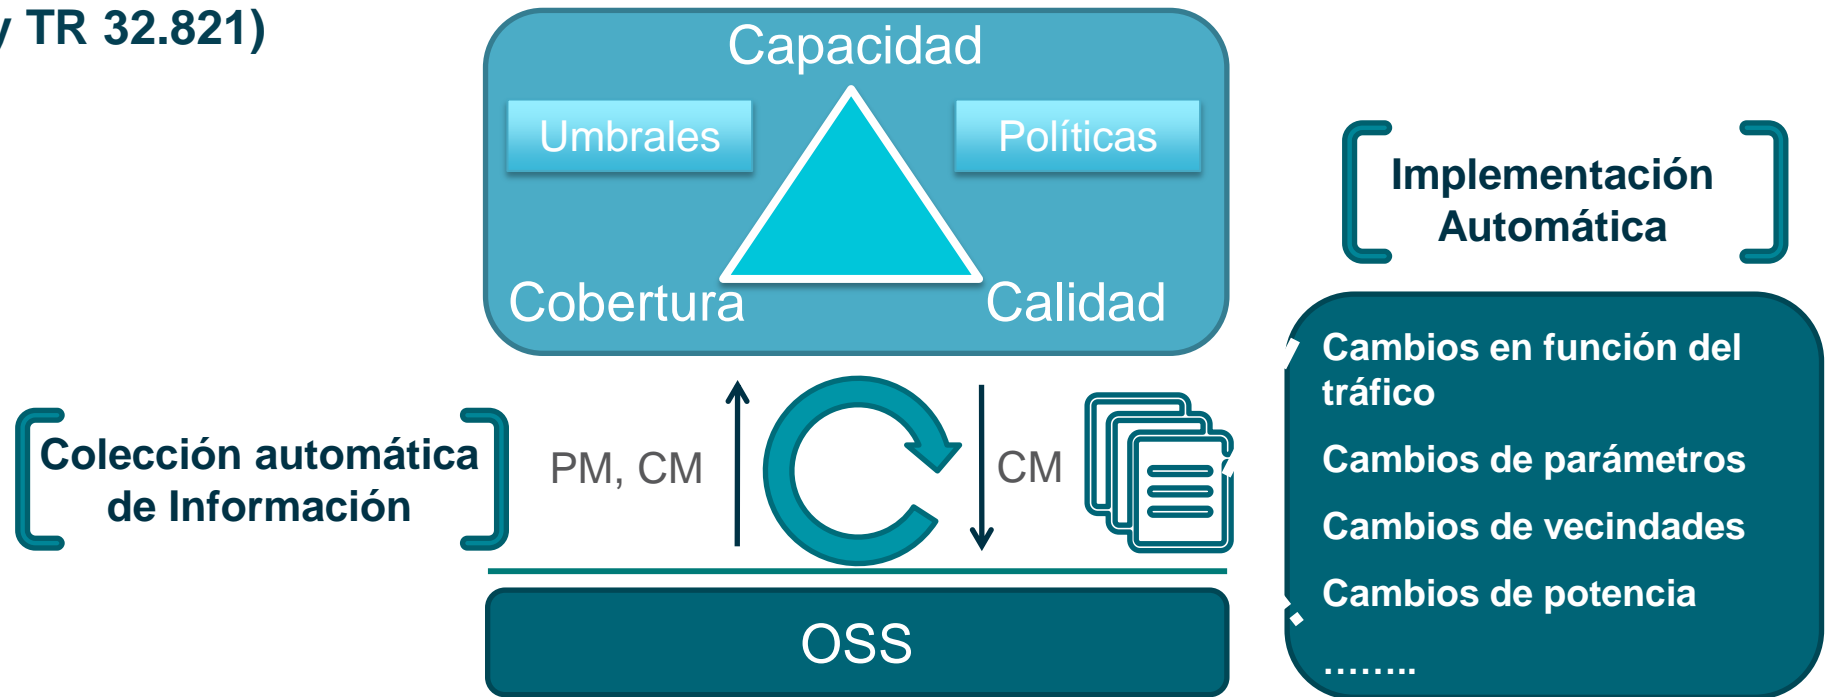 y TR 32.821)
Capacidad
Umbrales
Políticas
Cobertura
Calidad
Implementación
Automática
Colección automática
de Información
PM, CM
CM
Cambios en función del
tráfico
Cambios de parámetros
Cambios de vecindades
Cambios de potencia
……..
OSS